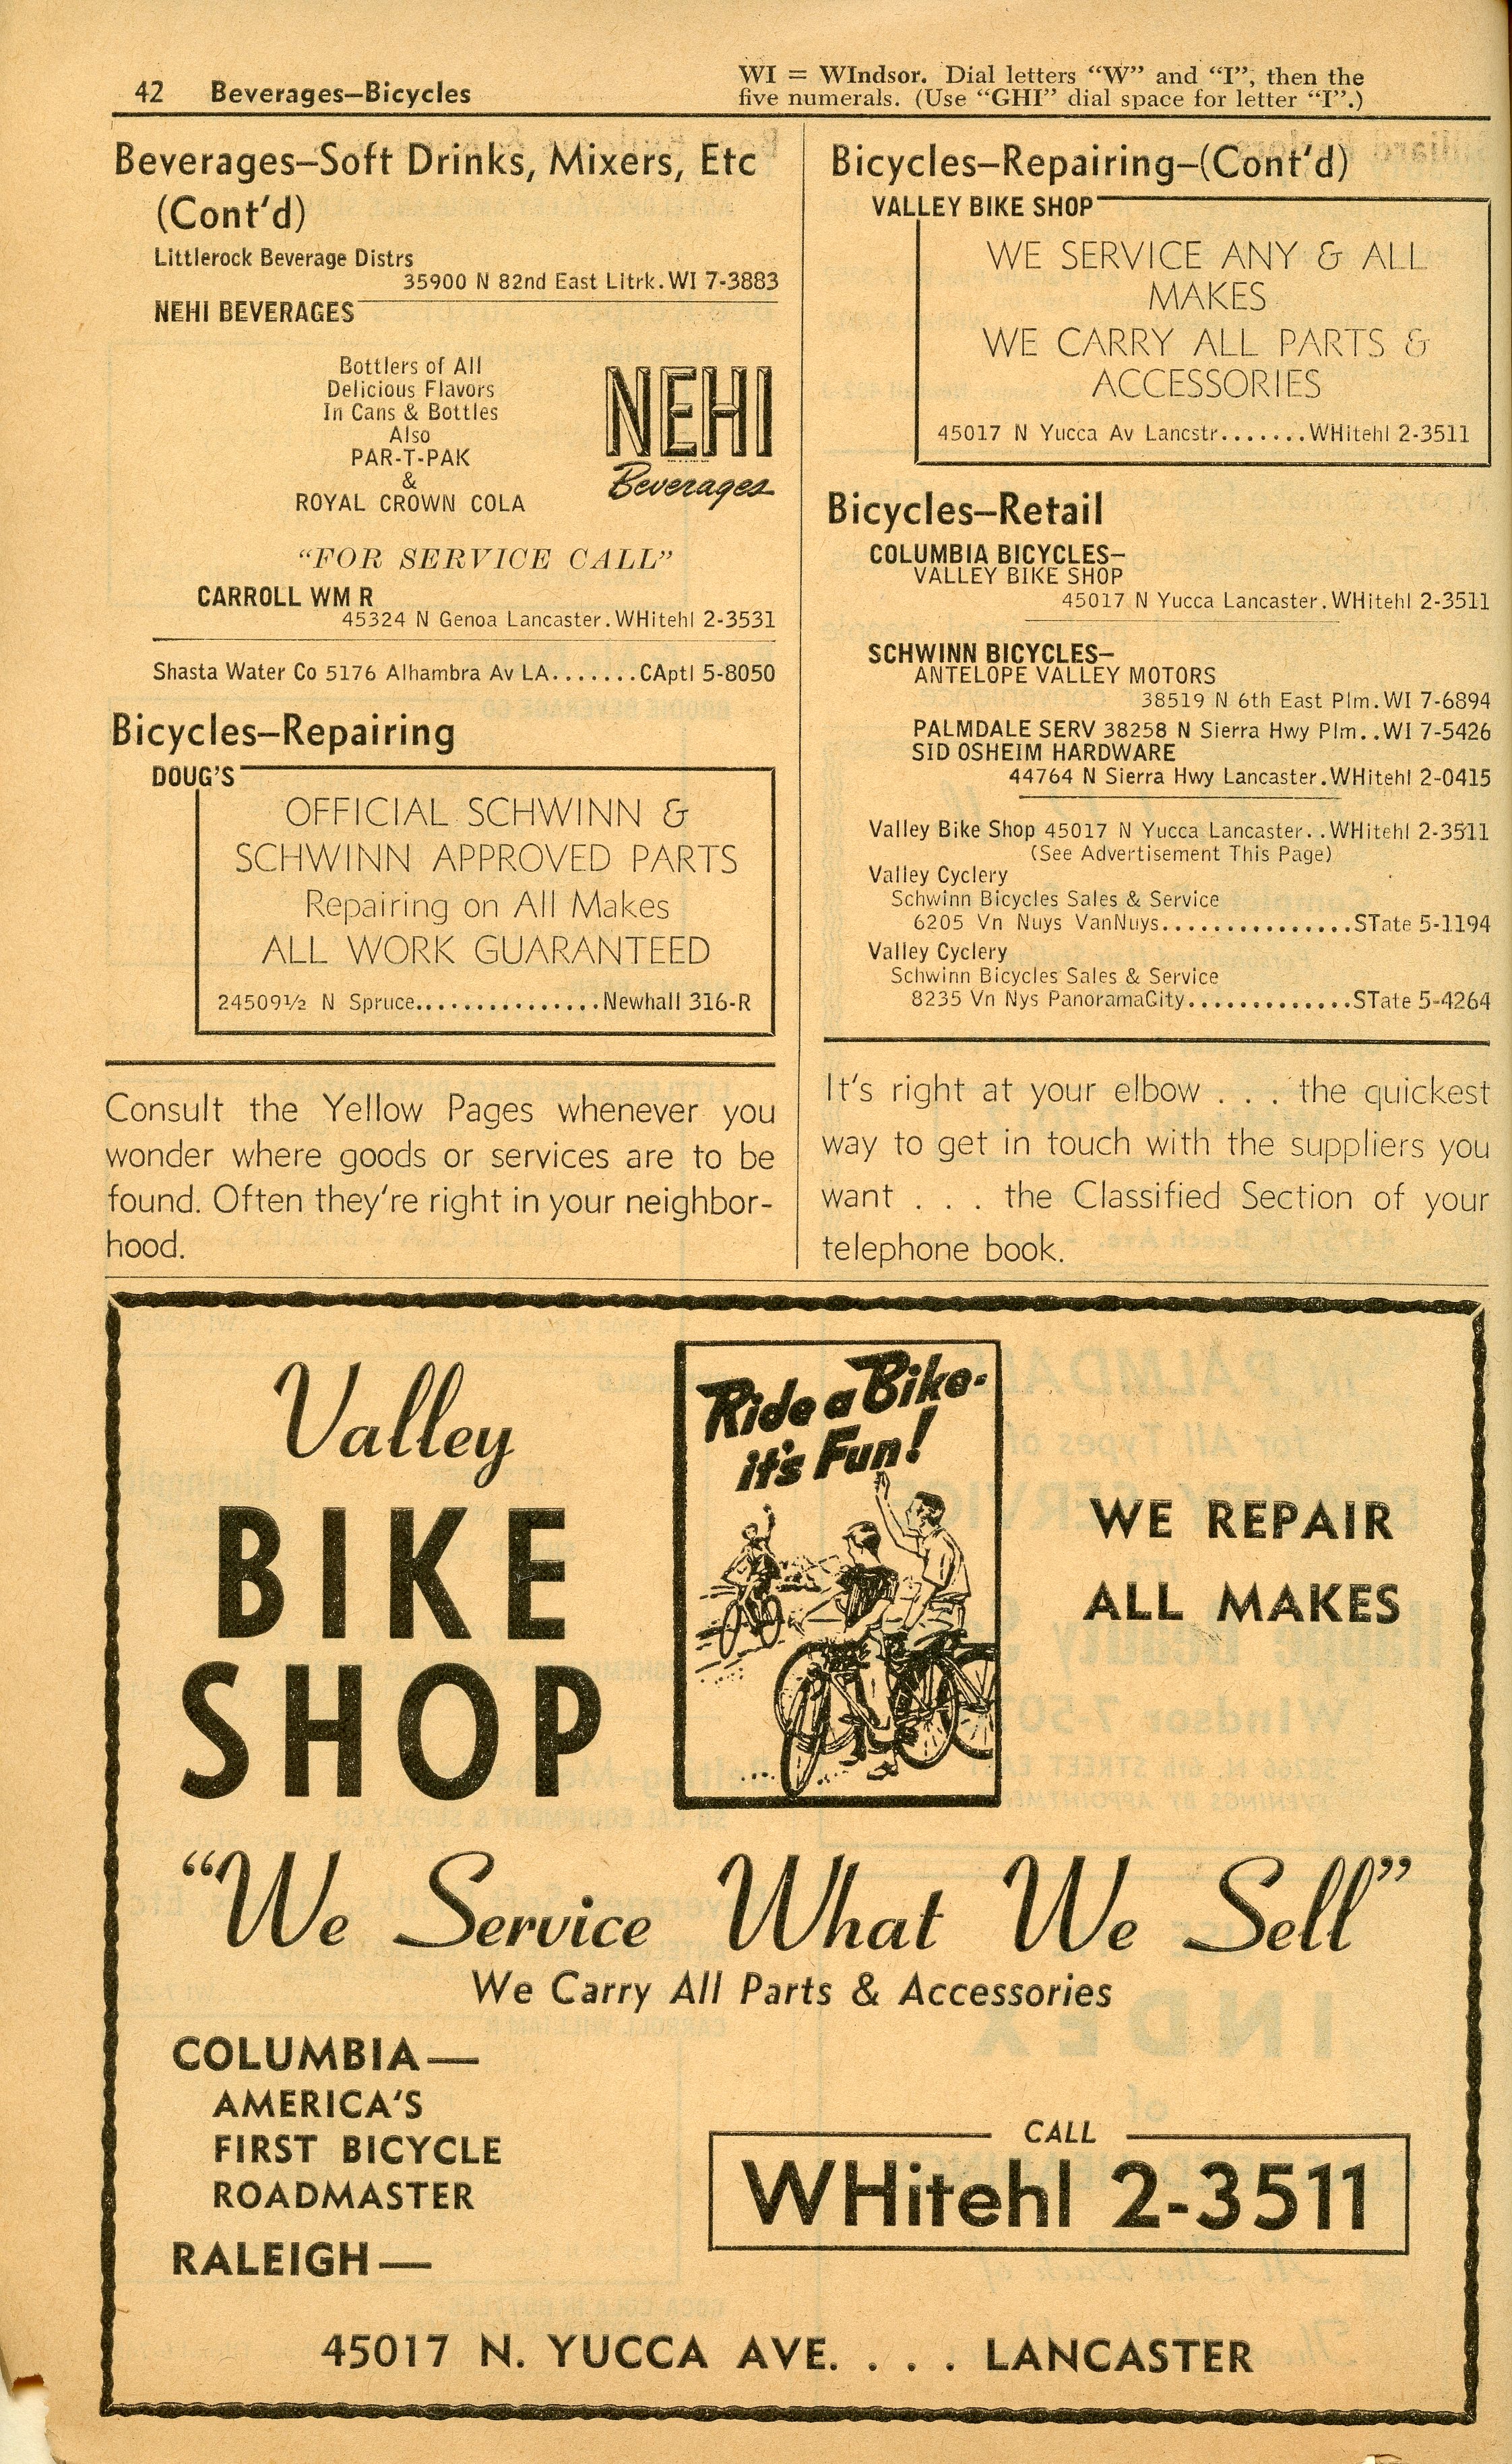 42 Beverages—Bicycles
WI = WIndsor. Dial letters “W” and “I”, then the
five numerals. (Use “GHI” dial space for letter “I”.)
Beverages—Soft Drinks, Mixers, Etc
(Cont'd)
Littlerock Beverage Distrs
35900 N 82nd East Litrk.WI 7-3883
NEHI BEVERAGES
Bottlers of All
Delicious Flavors
In Cans & Bottles
Also
PAR-T-PAK
&
ROYAL CROWN COLA
NEHI
Beverages
“FOR SERVICE CALL”
CARROLL WM R
45324 N Genoa Lancaster.WHitehl 2-3531
Shasta Water Co 5176 Alhambra Av LA.......CAptl 5-8050
Bicycles—Repairing
DOUG'S
OFFICIAL SCHWINN &
SCHWINN APPROVED PARTS
Repairing on All Makes
ALL WORK GUARANTEED
24509½ N Spruce...............Newhall 316-R
Consult the Yellow Pages whenever you
wonder where goods or services are to be
found. Often they're right in your neighbor-
hood.
Bicycles—Repairing—(Cont'd)
VALLEY BIKE SHOP
WE SERVICE ANY & ALL
MAKES
WE CARRY ALL PARTS &
ACCESSORIES
45017 N Yucca Av Lancstr.......WHitehl 2-3511
Bicycles—Retail
COLUMBIA BICYCLES—
VALLEY BIKE SHOP
45017 N Yucca Lancaster.WHitehl 2-3511
SCHWINN BICYCLES—
ANTELOPE VALLEY MOTORS
38519 N 6th East Plm.WI 7-6894
PALMDALE SERV 38258 N Sierra Hwy Plm..WI 7-5426
SID OSHEIM HARDWARE
44764 N Sierra Hwy Lancaster.WHitehl 2-0415
Valley Bike Shop 45017 N Yucca Lancaster..WHitehl 2-3511
(See Advertisement This Page)
Valley Cyclery
Schwinn Bicycles Sales & Service
6205 Vn Nuys VanNuys...............STate 5-1194
Valley Cyclery
Schwinn Bicycles Sales & Service
8235 Vn Nys PanoramaCity.............STate 5-4264
It's right at your elbow . . . the quickest
way to get in touch with the suppliers you
want . . . the Classified Section of your
telephone book.
Valley
BIKE
SHOP
Ride a Bike-
it's Fun!
WE REPAIR
ALL MAKES
“We Service What We Sell”
We Carry All Parts & Accessories
COLUMBIA—
AMERICA'S
FIRST BICYCLE
ROADMASTER
RALEIGH—
CALL
WHitehl 2-3511
45017 N. YUCCA AVE. . . . LANCASTER